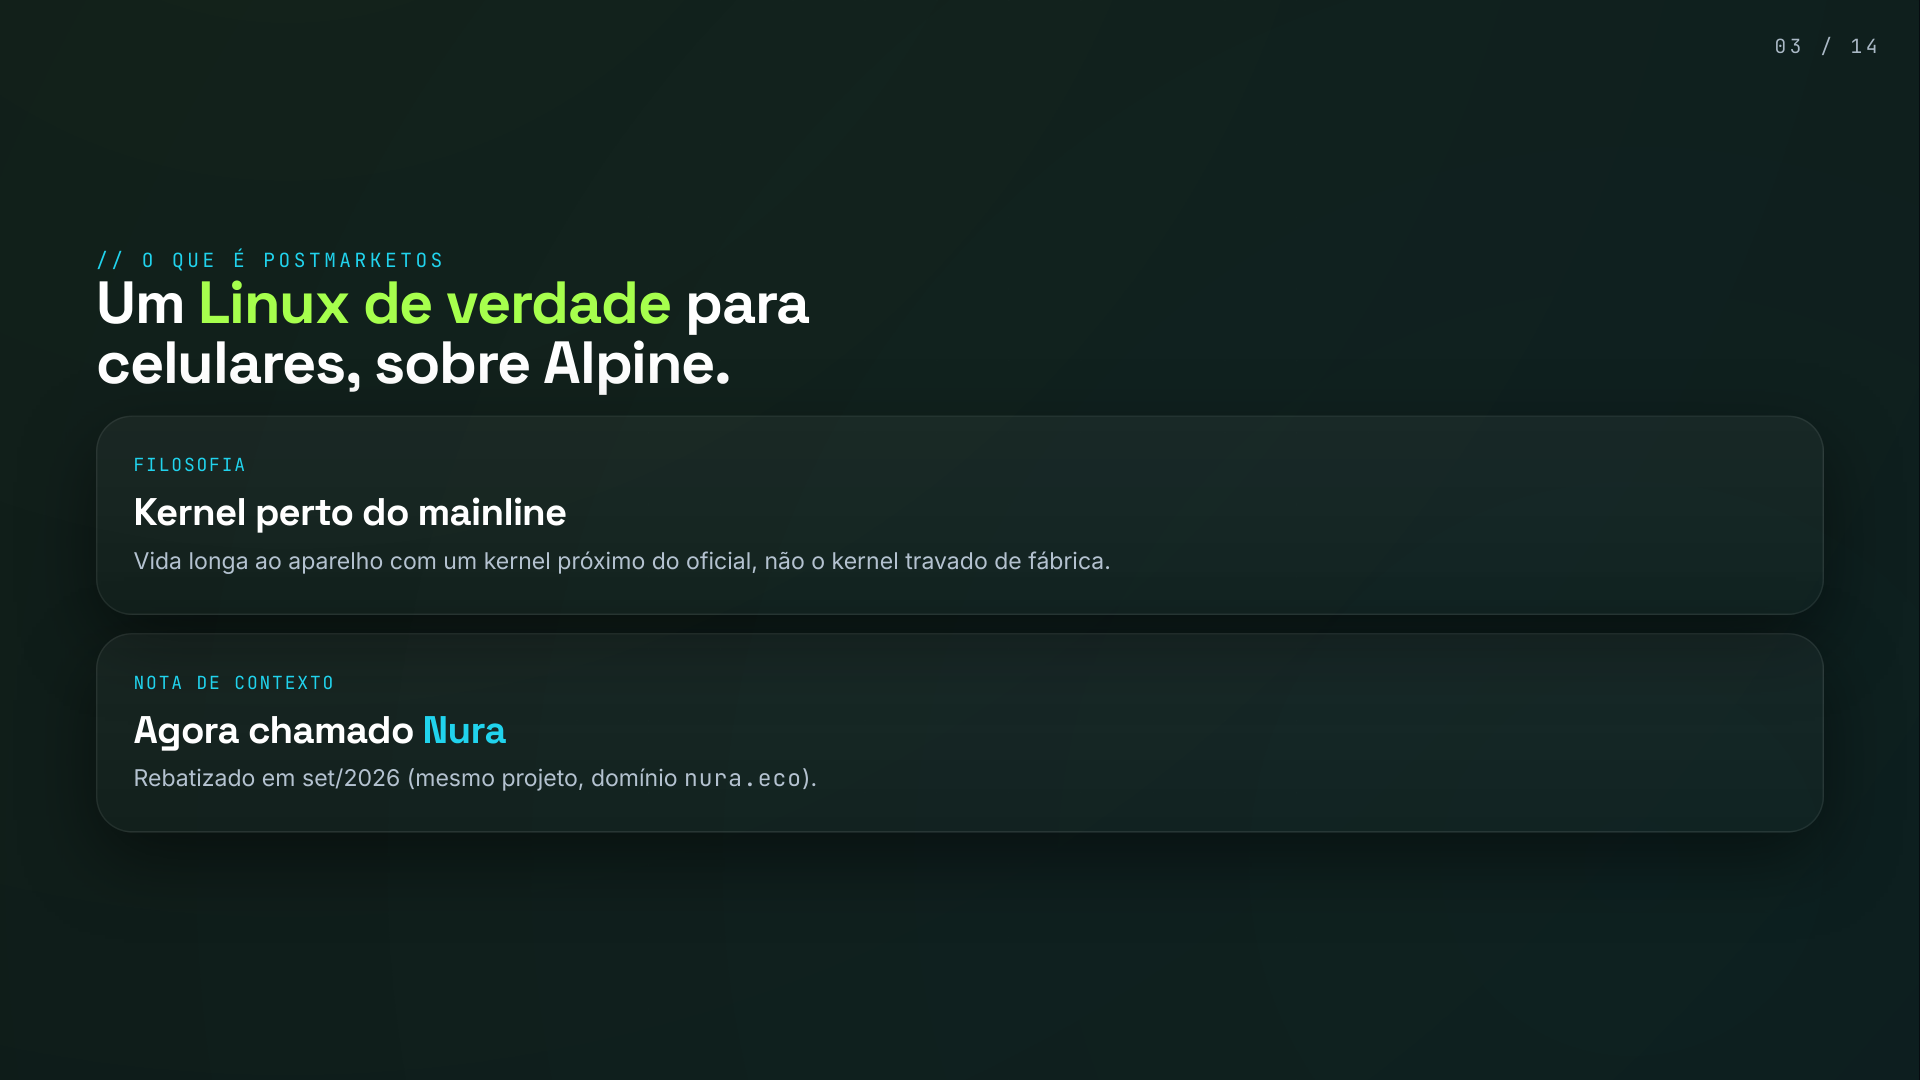 03 / 14
// O QUE É POSTMARKETOS
Um Linux de verdade para
celulares, sobre Alpine.
FILOSOFIA
Kernel perto do mainline
Vida longa ao aparelho com um kernel próximo do oficial, não o kernel travado de fábrica.
NOTA DE CONTEXTO
Agora chamado Nura
Rebatizado em set/2026 (mesmo projeto, domínio nura.eco).